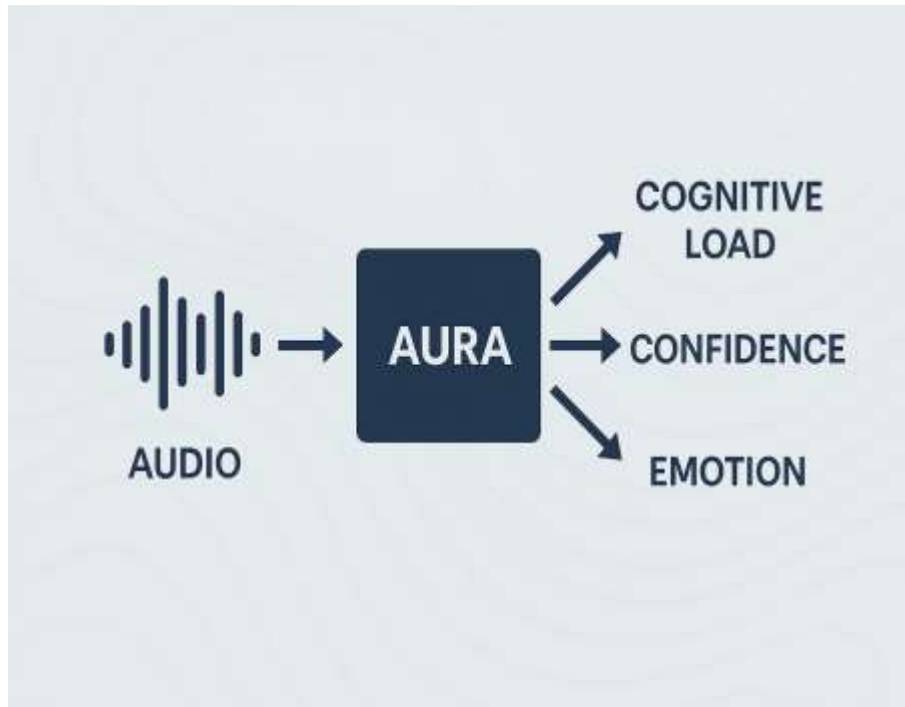 AUDIO
AURA
COGNITIVE
LOAD
CONFIDENCE
EMOTION